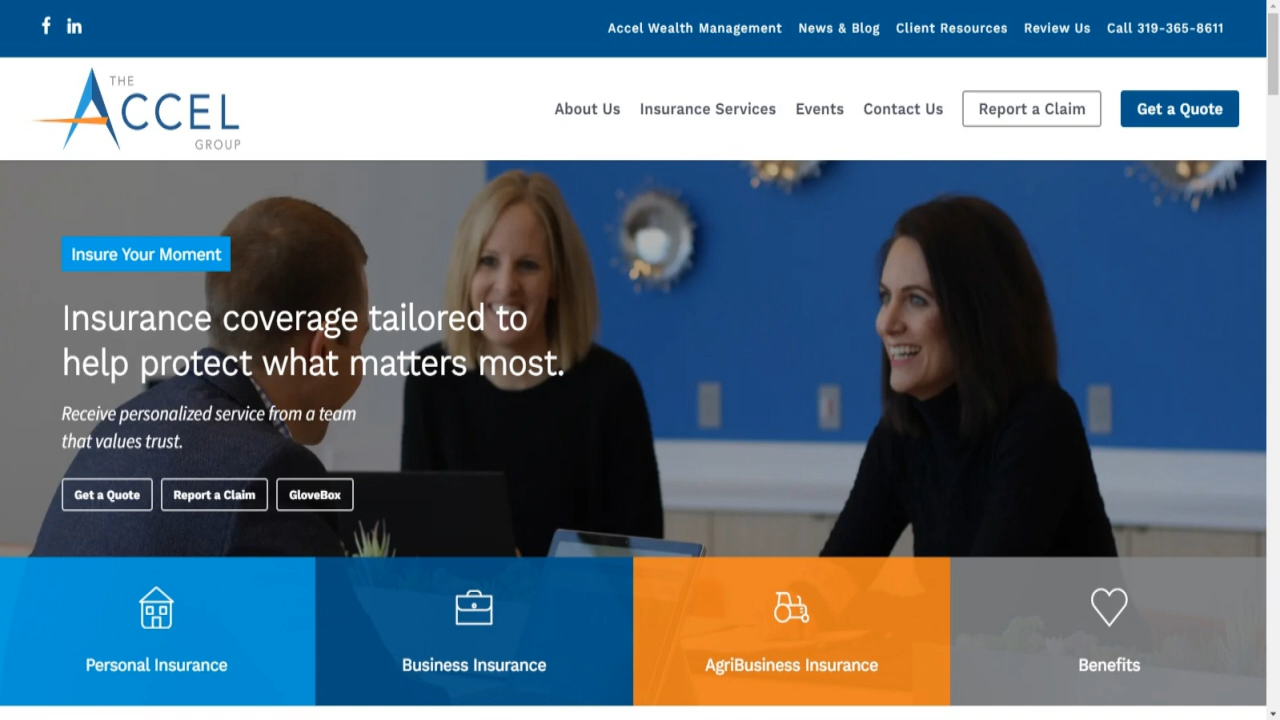 Accel Wealth Management News & Blog Client Resources Review Us Call 319-365-8611
THE
ACCEL
GROUP
About Us Insurance Services Events Contact Us Report a Claim Get a Quote
Insure Your Moment
Insurance coverage tailored to
help protect what matters most.
Receive personalized service from a team
that values trust.
Get a Quote Report a Claim GloveBox
Personal Insurance Business Insurance AgriBusiness Insurance Benefits